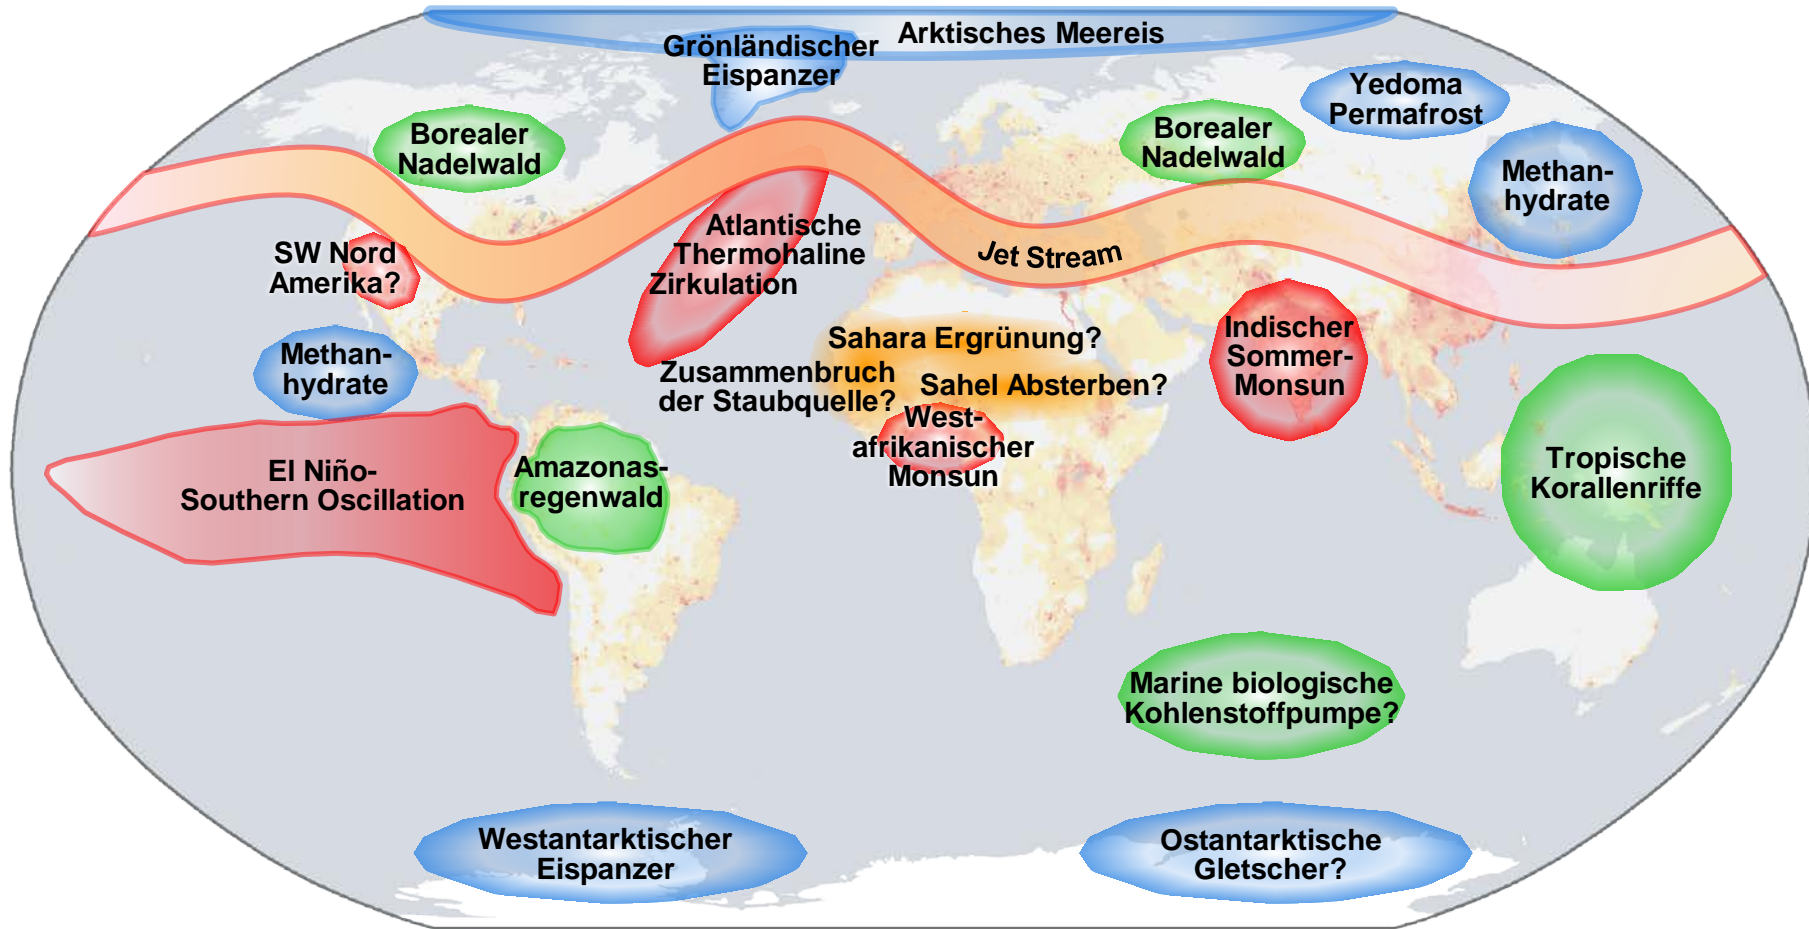 Arktisches Meereis
Grönländischer
Eispanzer
Yedoma
Permafrost
Borealer
Nadelwald
Borealer
Nadelwald
Methan-
hydrate
Atlantische
Thermohaline
Zirkulation
Jet Stream
SW Nord
Amerika?
Methan-
hydrate
Sahara Ergrünung?
Zusammenbruch
der Staubquelle?
Sahel Absterben?
West-
afrikanischer
Monsun
Indischer
Sommer-
Monsun
El Niño-
Southern Oscillation
Amazonas-
regenwald
Tropische
Korallenriffe
Marine biologische
Kohlenstoffpumpe?
Westantarktischer
Eispanzer
Ostantarktische
Gletscher?